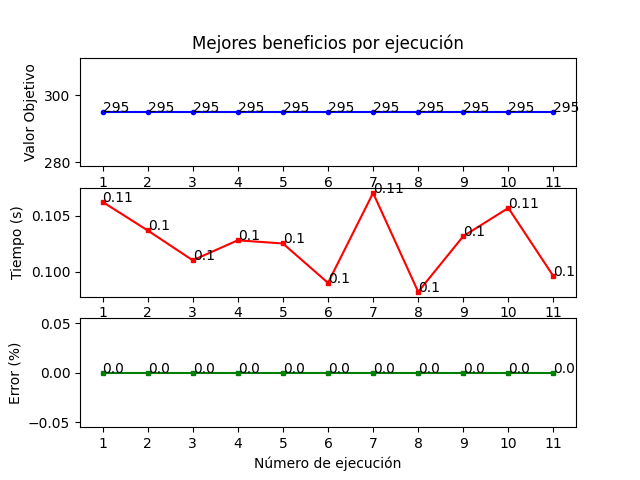 Mejores beneficios por ejecución
Valor Objetivo
300
280
295 295 295 295 295 295 295 295 295 295 295
1 2 3 4 5 6 7 8 9 10 11
Tiempo (s)
0.105
0.100
0.11 0.1 0.1 0.1 0.1 0.1 0.11 0.1 0.1 0.11 0.1
1 2 3 4 5 6 7 8 9 10 11
Error (%)
0.05
0.00
−0.05
0.0 0.0 0.0 0.0 0.0 0.0 0.0 0.0 0.0 0.0 0.0
1 2 3 4 5 6 7 8 9 10 11
Número de ejecución